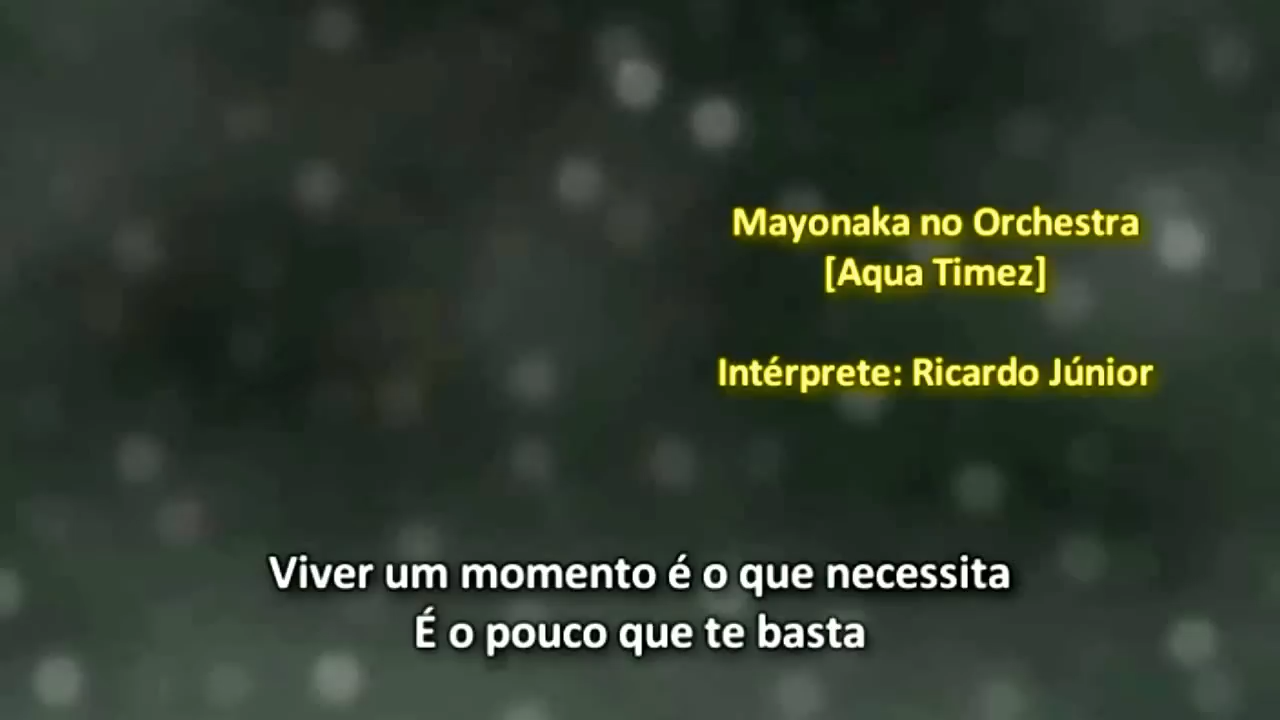 Mayonaka no Orchestra
[Aqua Timez]
Intérprete: Ricardo Júnior
Viver um momento é o que necessita
É o pouco que te basta